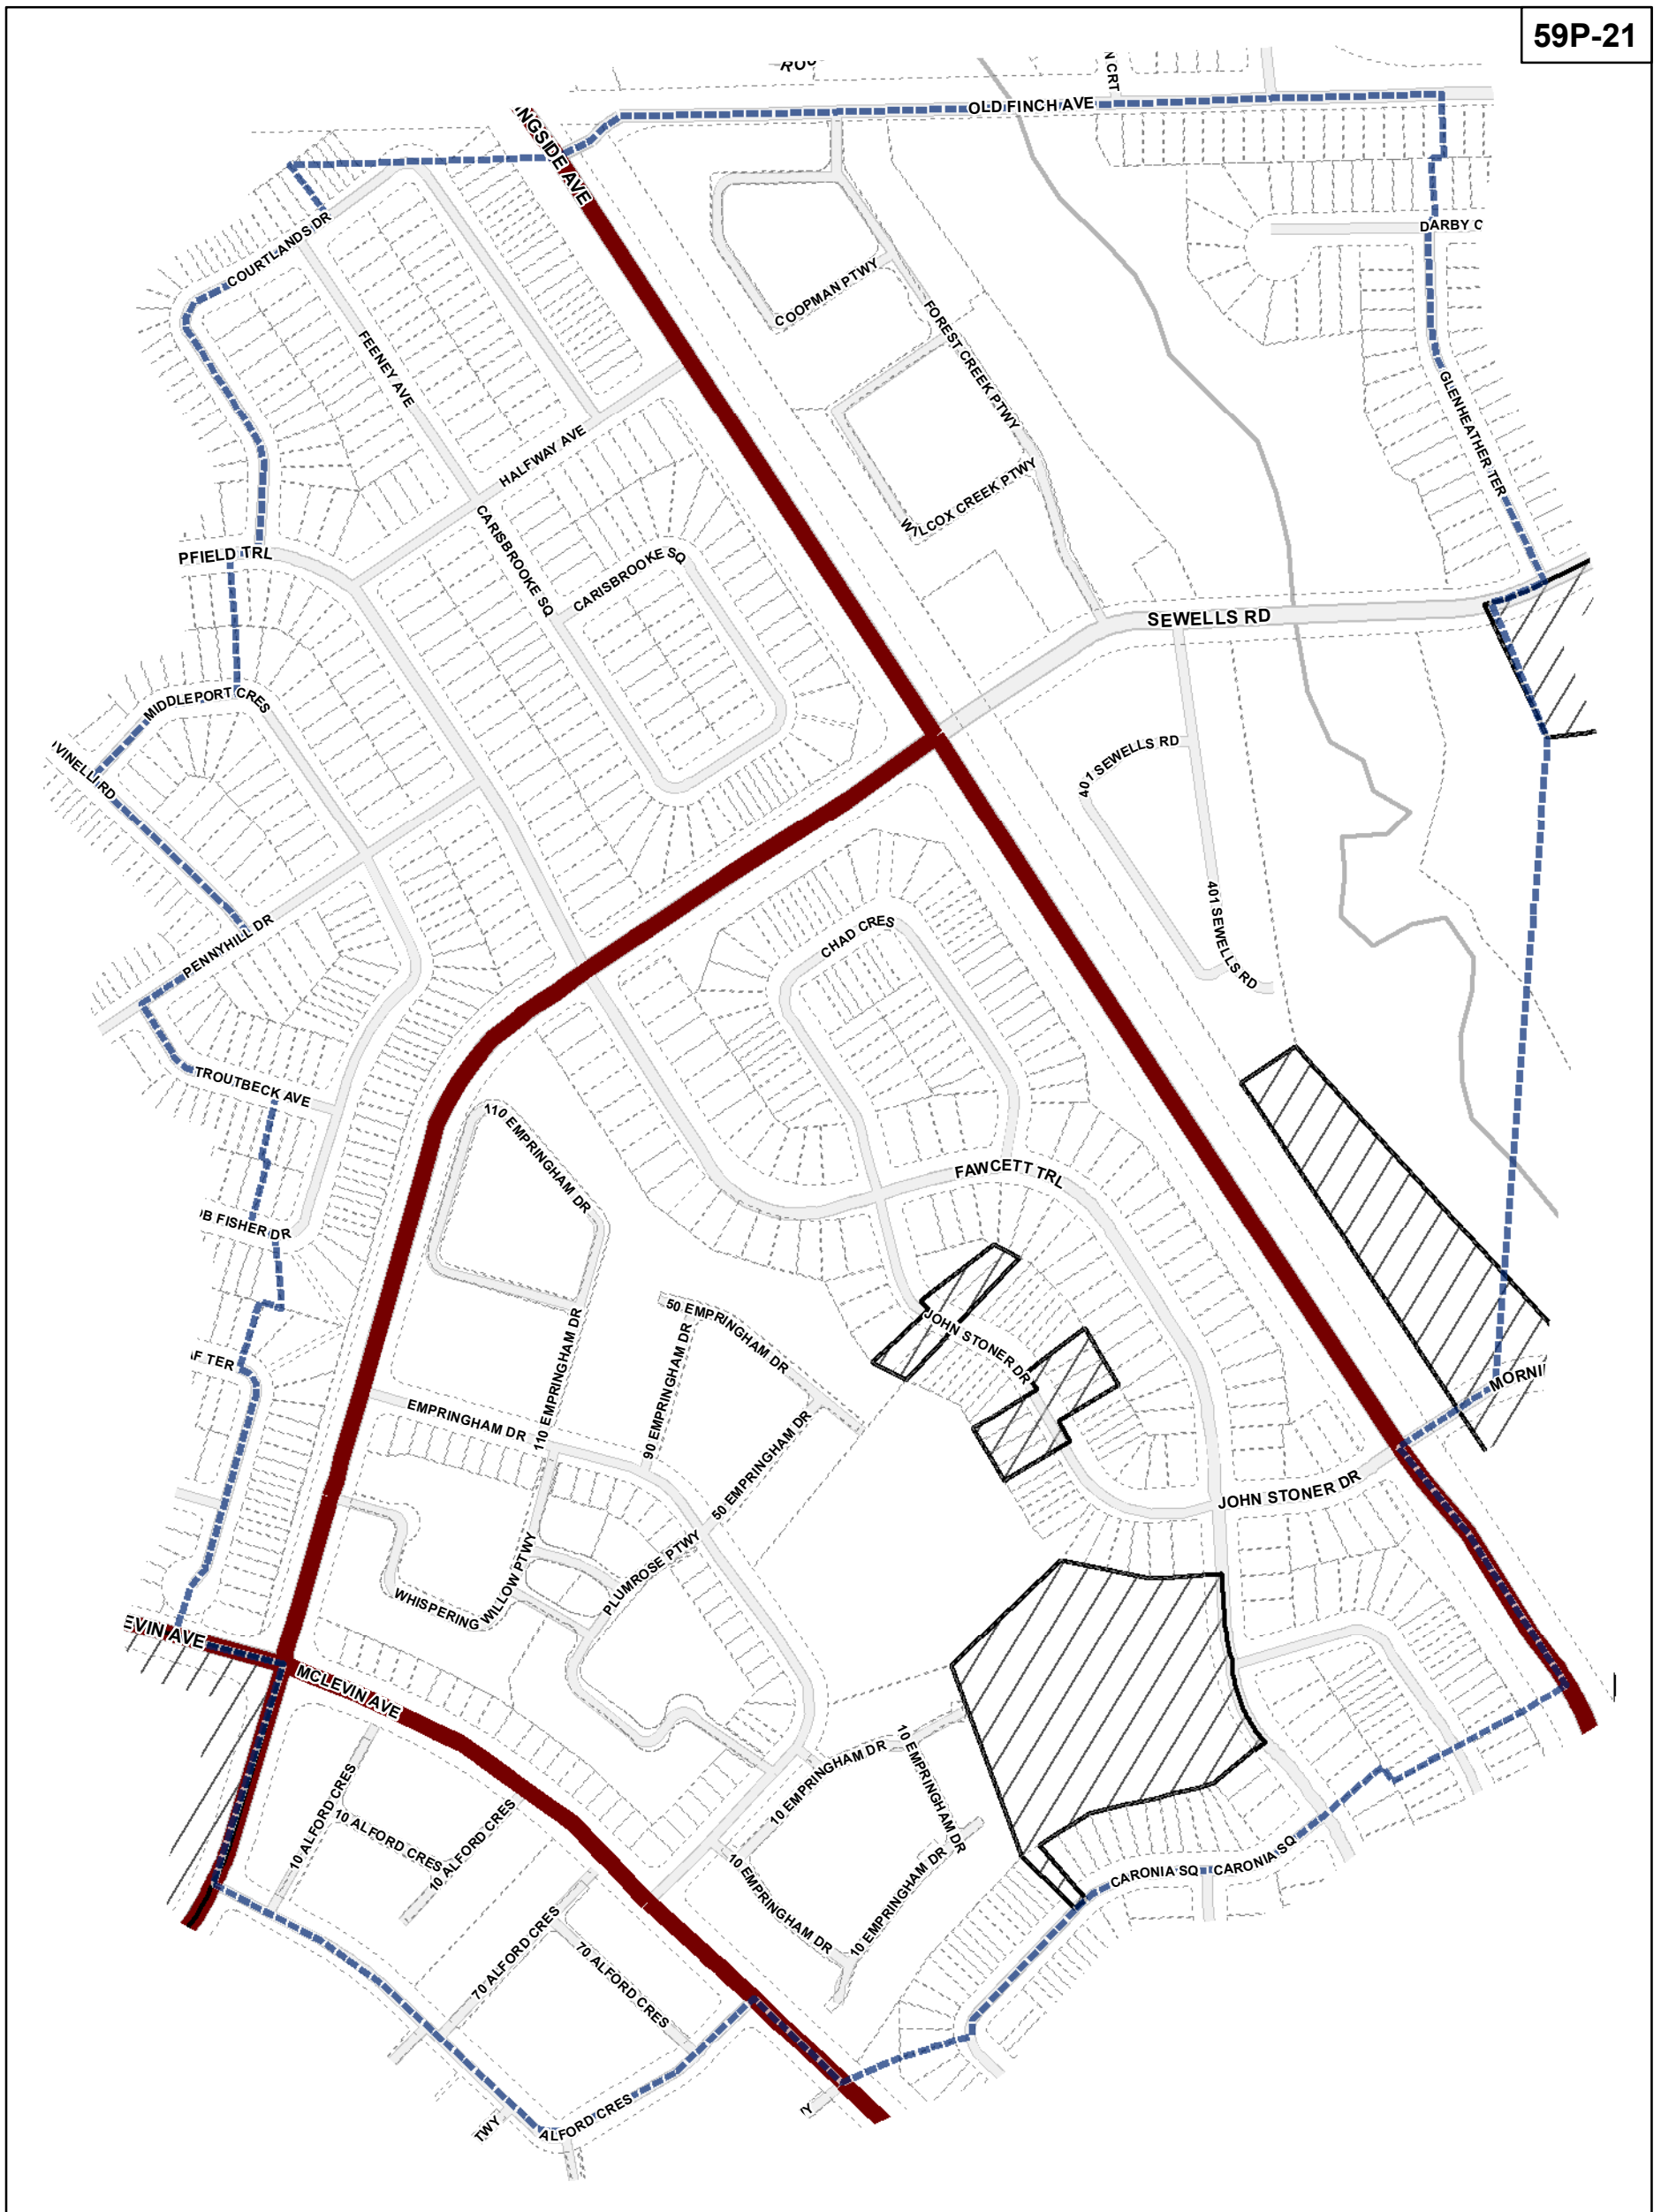 59P-21
N CRT
OLD FINCH AVE
NGSIDE AVE
COURTLANDS DR
DARBY C
COOPMAN PTWY
FOREST CREEK PTWY
FEENEY AVE
GLENHEATHER TER
HALFWAY AVE
WILCOX CREEK PTWY
CARISBROOKE SQ
CARISBROOKE SQ
PFIELD TRL
SEWELLS RD
MIDDLEPORT CRES
VINELLI RD
401 SEWELLS RD
401 SEWELLS RD
PENNYHILL DR
CHAD CRES
TROUTBECK AVE
110 EMPRINGHAM DR
FAWCETT TRL
B FISHER DR
50 EMPRINGHAM DR
JOHN STONER DR
110 EMPRINGHAM DR
90 EMPRINGHAM DR
F TER
MORNI
EMPRINGHAM DR
50 EMPRINGHAM DR
JOHN STONER DR
PLUMROSE PTWY
WHISPERING WILLOW PTWY
EVIN AVE
MCLEVIN AVE
10 EMPRINGHAM DR
10 EMPRINGHAM DR
10 ALFORD CRES
10 ALFORD CRES
10 ALFORD CRES
CARONIA SQ
CARONIA SQ
10 EMPRINGHAM DR
10 EMPRINGHAM DR
70 ALFORD CRES
70 ALFORD CRES
Y
TWY
ALFORD CRES